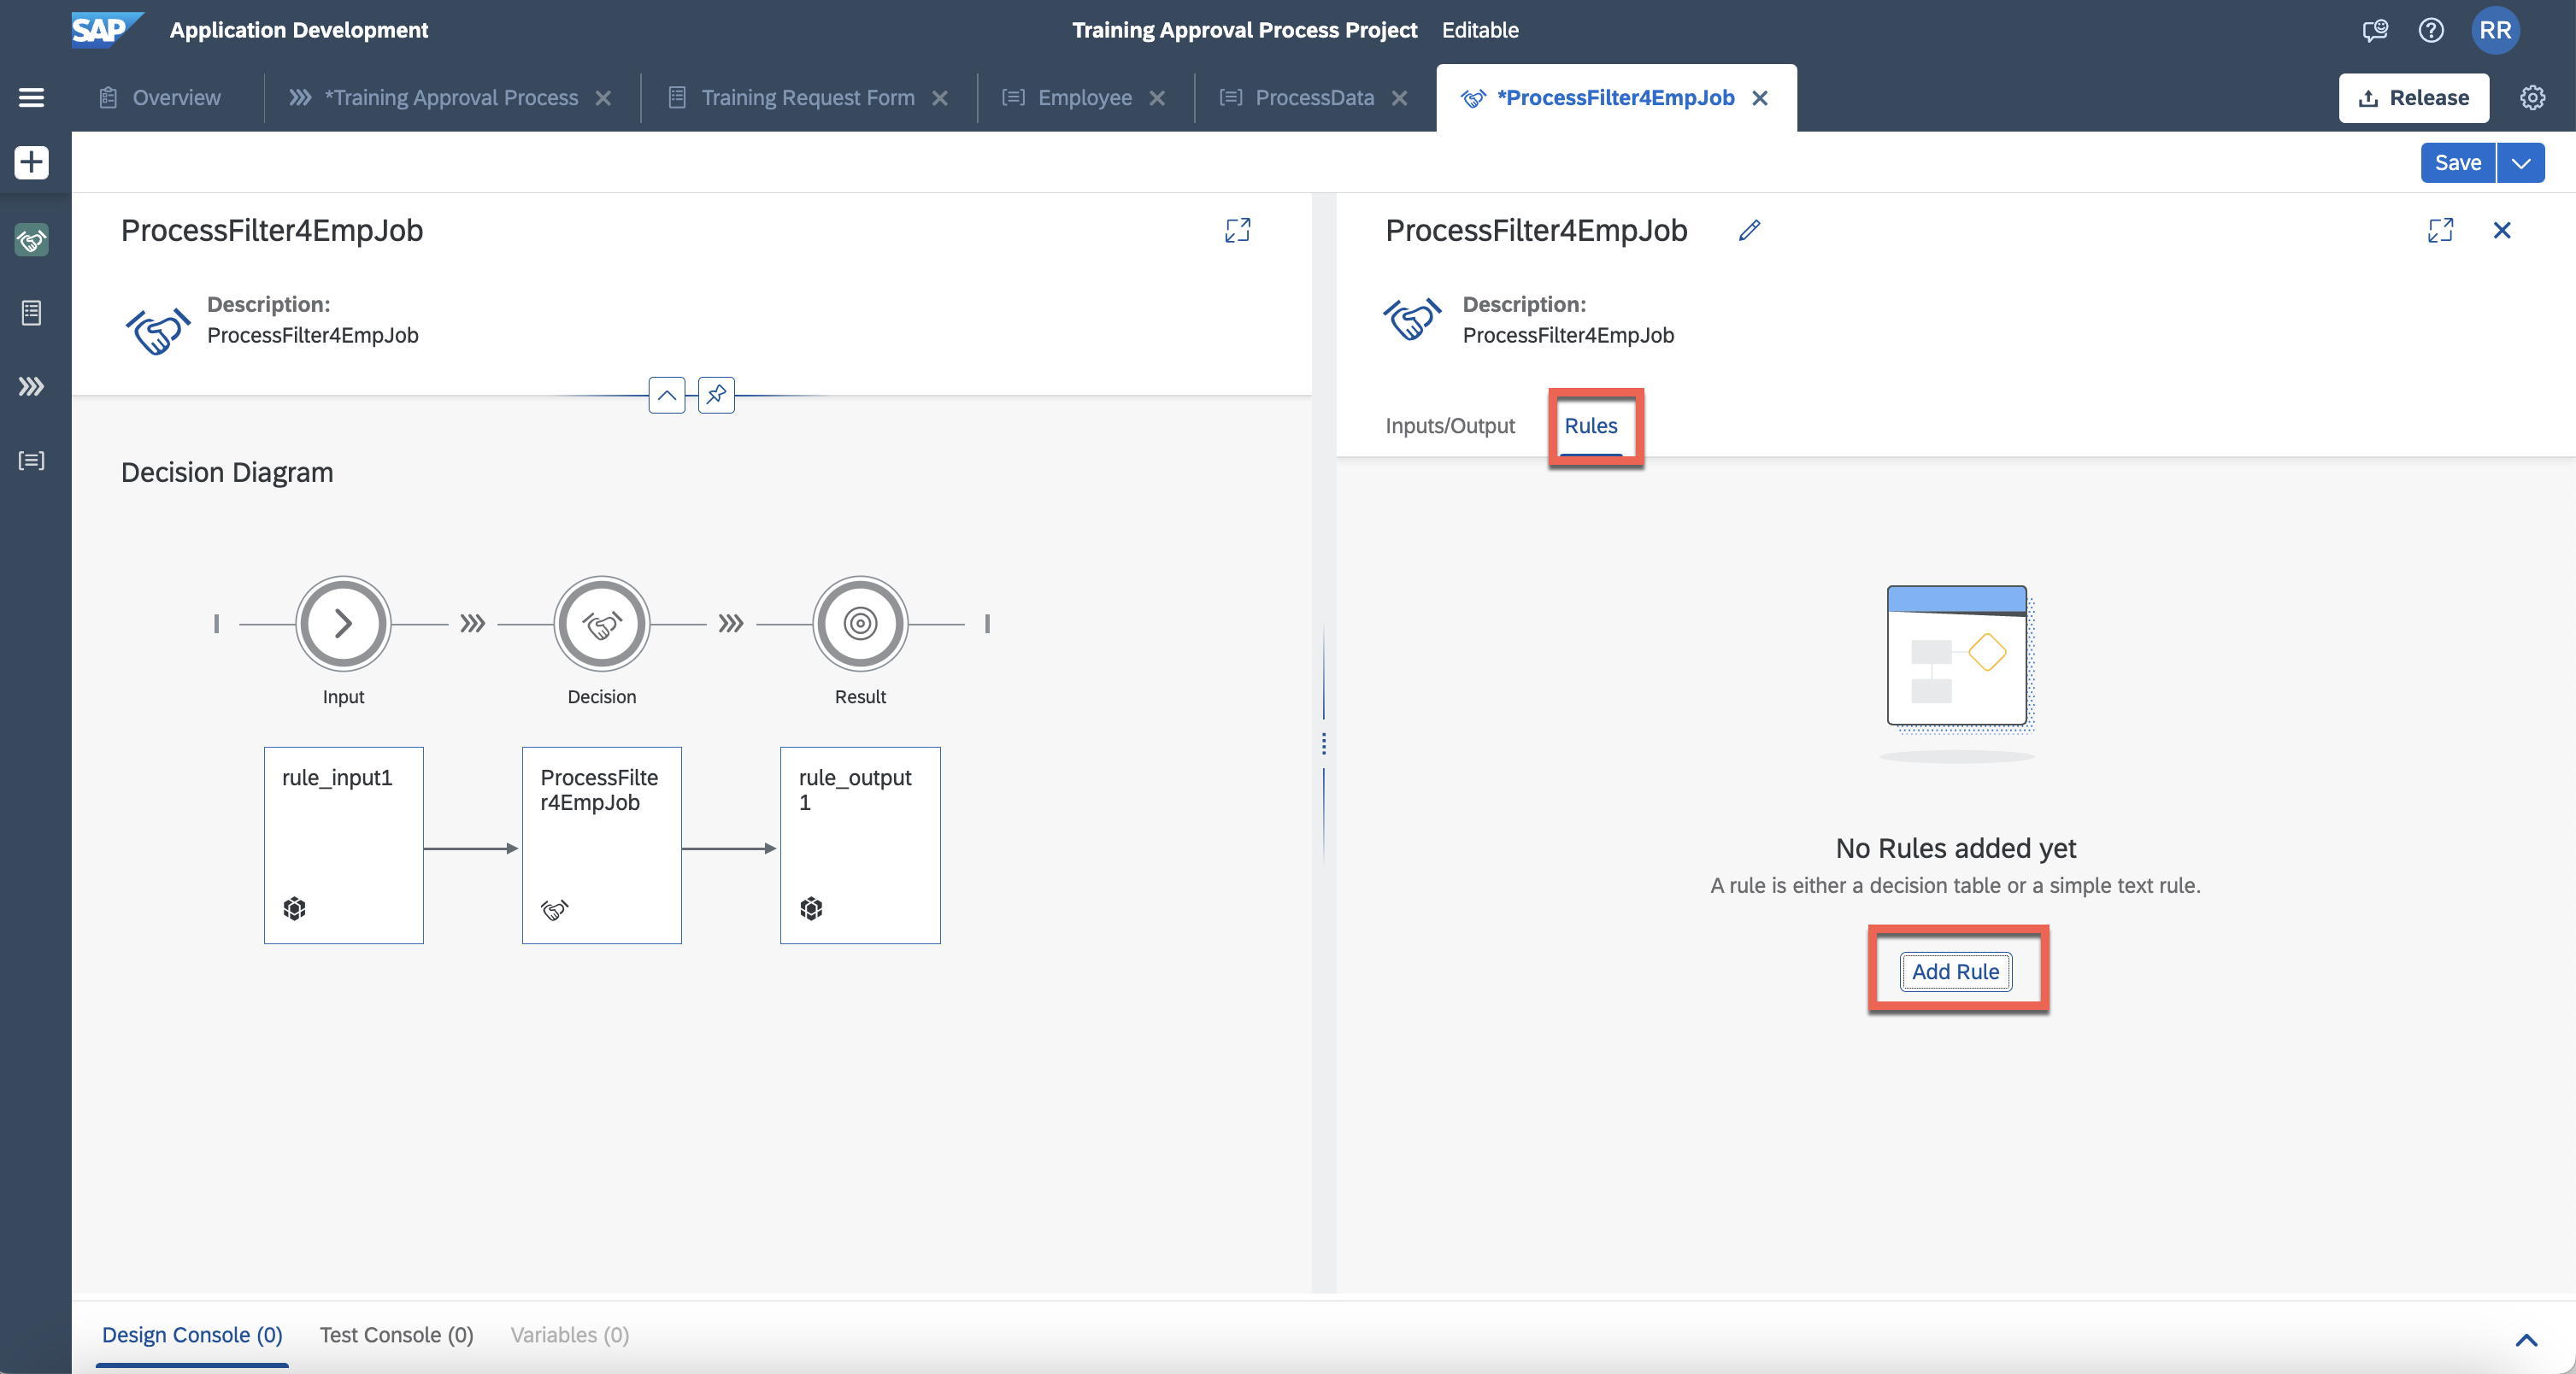 SAP Application Development Training Approval Process Project Editable RR
Overview *Training Approval Process Training Request Form Employee ProcessData *ProcessFilter4EmpJob Release
Save
ProcessFilter4EmpJob
Description:
ProcessFilter4EmpJob
Decision Diagram
Input Decision Result
rule_input1
ProcessFilte
r4EmpJob
rule_output
1
ProcessFilter4EmpJob
Description:
ProcessFilter4EmpJob
Inputs/Output Rules
No Rules added yet
A rule is either a decision table or a simple text rule.
Add Rule
Design Console (0) Test Console (0) Variables (0)